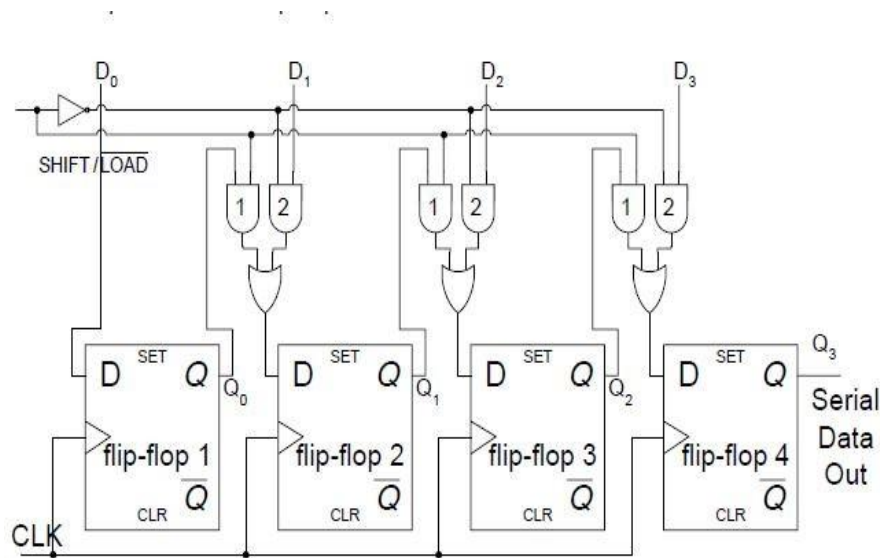 D0 D1 D2 D3
SHIFT/LOAD
1 2 1 2 1 2
SET SET SET SET
D Q D Q D Q D Q
Q0 Q1 Q2 Q3
Serial
Data
Out
flip-flop 1 flip-flop 2 flip-flop 3 flip-flop 4
Q Q Q Q
CLR CLR CLR CLR
CLK